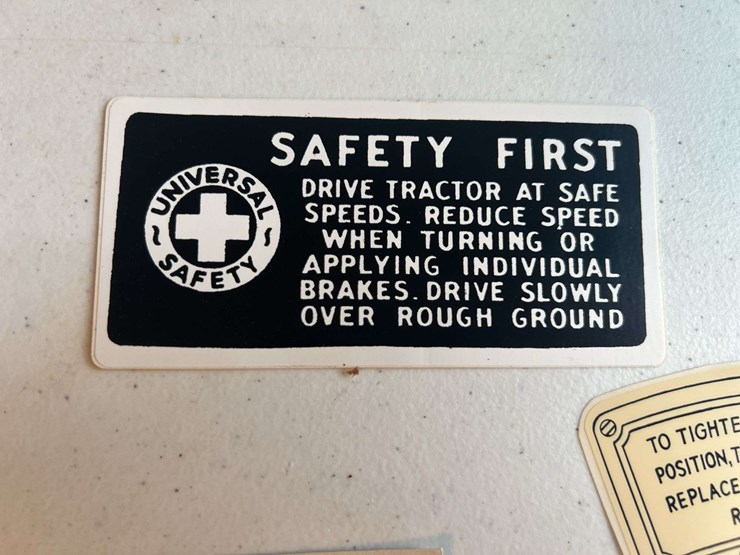 SAFETY FIRST
UNIVERSAL
SAFETY
DRIVE TRACTOR AT SAFE
SPEEDS. REDUCE SPEED
WHEN TURNING OR
APPLYING INDIVIDUAL
BRAKES. DRIVE SLOWLY
OVER ROUGH GROUND
TO TIGHTE
POSITION, T
REPLACE
R